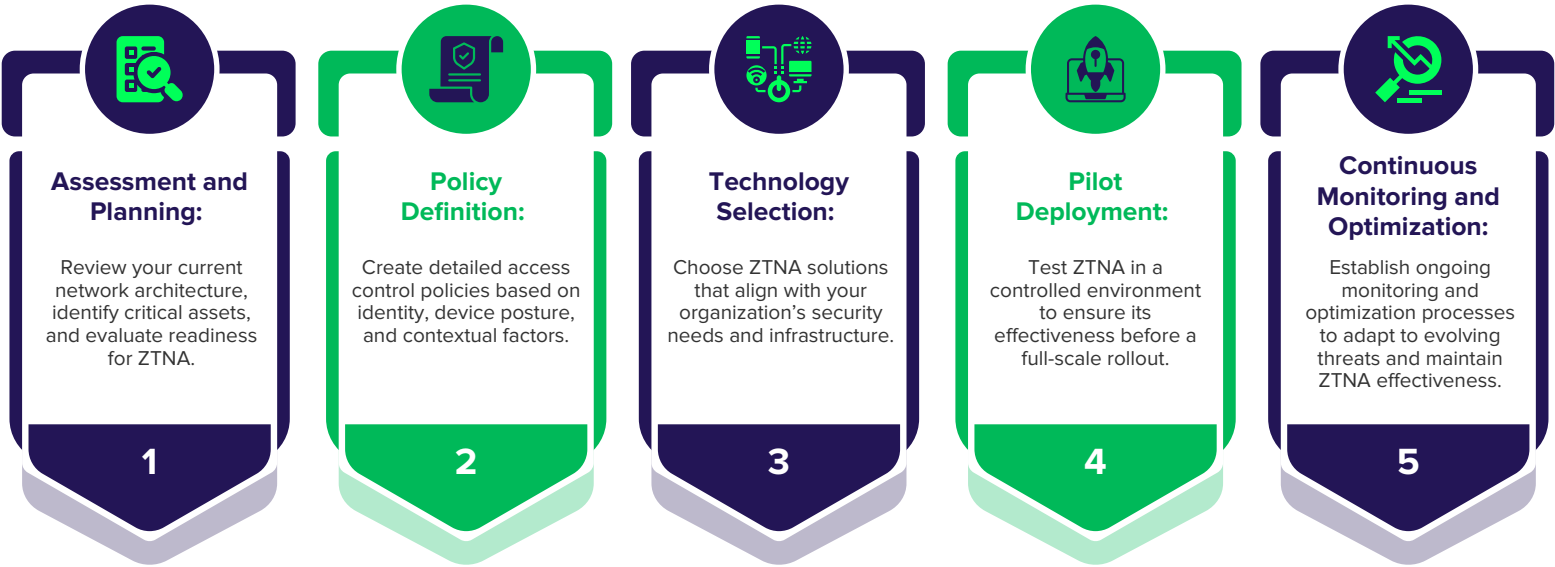 Assessment and
Planning:
Review your current
network architecture,
identify critical assets,
and evaluate readiness
for ZTNA.
1
Policy
Definition:
Create detailed access
control policies based on
identity, device posture,
and contextual factors.
2
Technology
Selection:
Choose ZTNA solutions
that align with your
organization’s security
needs and infrastructure.
3
Pilot
Deployment:
Test ZTNA in a
controlled environment
to ensure its
effectiveness before a
full-scale rollout.
4
Continuous
Monitoring and
Optimization:
Establish ongoing
monitoring and
optimization processes
to adapt to evolving
threats and maintain
ZTNA effectiveness.
5